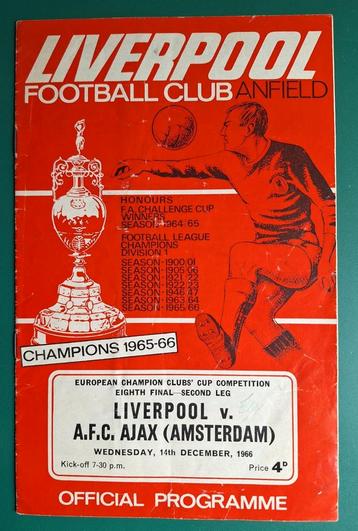 LIVERPOOL
FOOTBALL CLUB ANFIELD
HONOURS
F.A. CHALLENGE CUP
WINNERS
SEASON 1964/65
FOOTBALL LEAGUE
CHAMPIONS
DIVISION 1
SEASON-1900.01
SEASON-1905.06
SEASON-1921.22
SEASON-1922.23
SEASON-1946.47
SEASON-1963.64
SEASON-1965.66
CHAMPIONS 1965-66
EUROPEAN CHAMPION CLUBS' CUP COMPETITION
EIGHTH FINAL—SECOND LEG
LIVERPOOL v.
A.F.C. AJAX (AMSTERDAM)
WEDNESDAY, 14th DECEMBER, 1966
Kick-off 7-30 p.m. Price 4D
OFFICIAL PROGRAMME